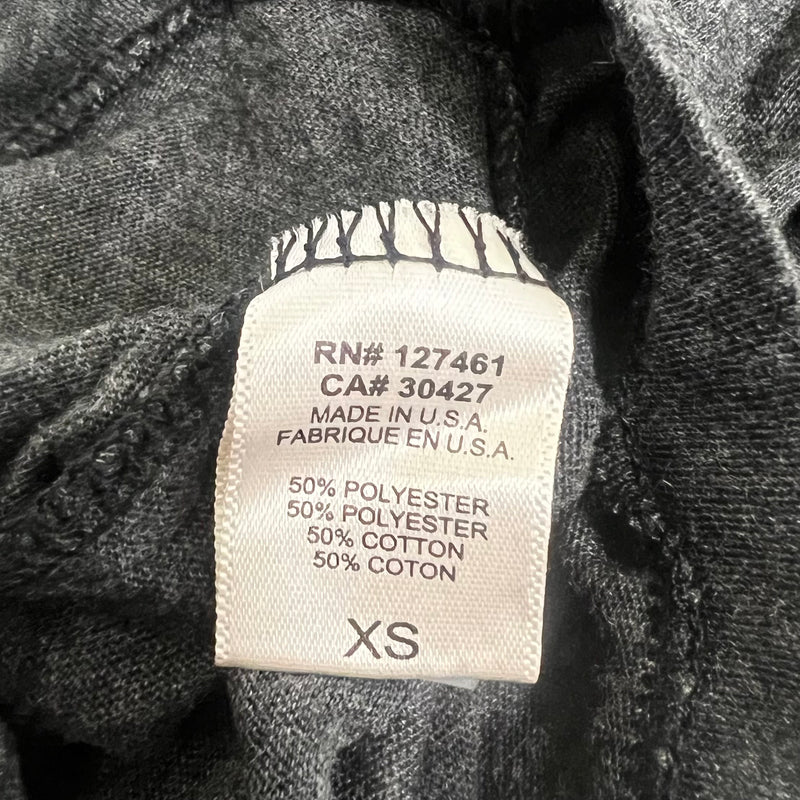 RN# 127461
CA# 30427
MADE IN U.S.A.
FABRIQUE EN U.S.A.
50% POLYESTER
50% POLYESTER
50% COTTON
50% COTON
XS